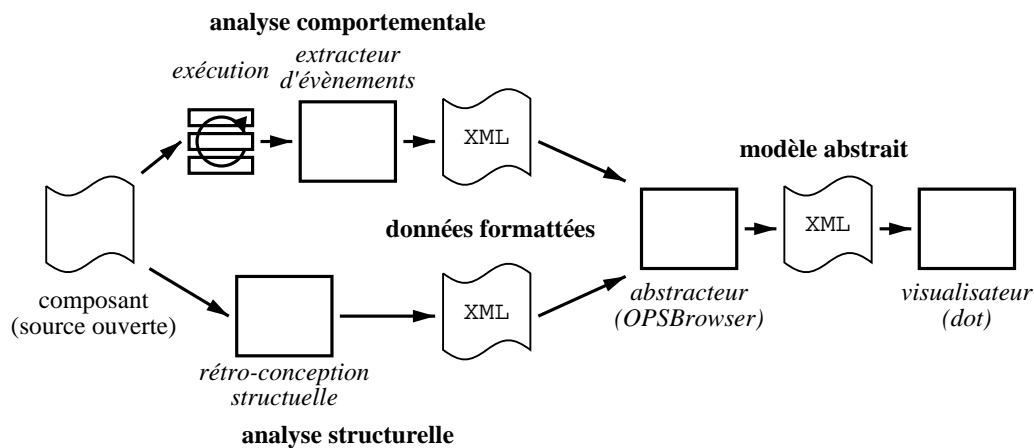 analyse comportementale
exécution
extracteur
d'évènements
XML
modèle abstrait
XML
données formattées
composant
(source ouverte)
XML
abstracteur
(OPSBrowser)
visualisateur
(dot)
rétro-conception
structuelle
analyse structurelle